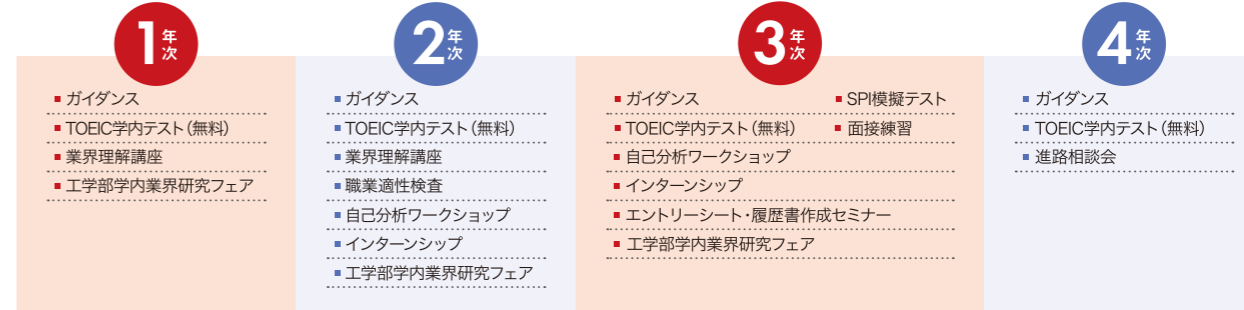 1年次
ガイダンス
TOEIC学内テスト(無料)
業界理解講座
工学部学内業界研究フェア
2年次
ガイダンス
TOEIC学内テスト(無料)
業界理解講座
職業適性検査
自己分析ワークショップ
インターンシップ
工学部学内業界研究フェア
3年次
ガイダンス
TOEIC学内テスト(無料)
自己分析ワークショップ
インターンシップ
エントリーシート・履歴書作成セミナー
工学部学内業界研究フェア
SPI模擬テスト
面接練習
4年次
ガイダンス
TOEIC学内テスト(無料)
進路相談会